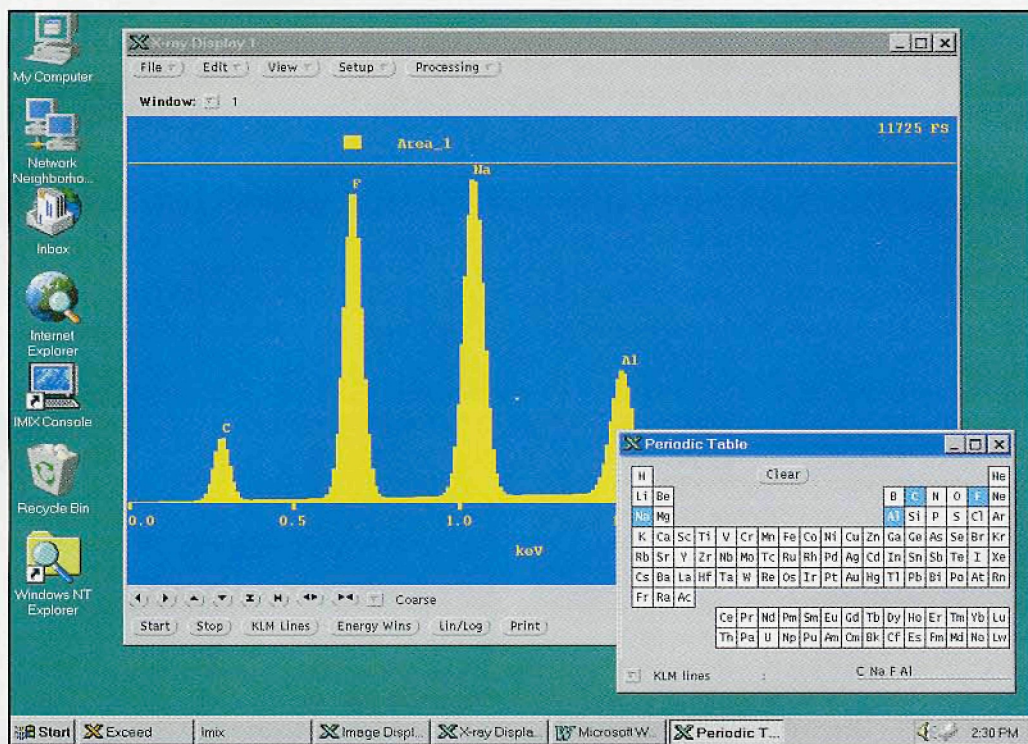 My Computer
Network
Neighborho...
Inbox
Internet
Explorer
IMIX Console
Recycle Bin
Windows NT
Explorer
X-ray Display 1
File Edit View Setup Processing
Window: 1
11725 FS
Area_1
C
F
Na
Al
0.0 0.5 1.0
keV
Coarse
Start Stop KLM Lines Energy Wins Lin/Log Print
Periodic Table
Clear
H He
Li Be B C N O F Ne
Na Mg Al Si P S Cl Ar
K Ca Sc Ti V Cr Mn Fe Co Ni Cu Zn Ga Ge As Se Br Kr
Rb Sr Y Zr Nb Mo Tc Ru Rh Pd Ag Cd In Sn Sb Te I Xe
Cs Ba La Hf Ta W Re Os Ir Pt Au Hg Tl Pb Bi Po At Rn
Fr Ra Ac
Ce Pr Nd Pm Sm Eu Gd Tb Dy Ho Er Tm Yb Lu
Th Pa U Np Pu Am Cm Bk Cf Es Fm Md No Lw
KLM lines : C Na F Al
Start Exceed Imix Image Displ... X-ray Displa... Microsoft W... Periodic T... 2:30 PM